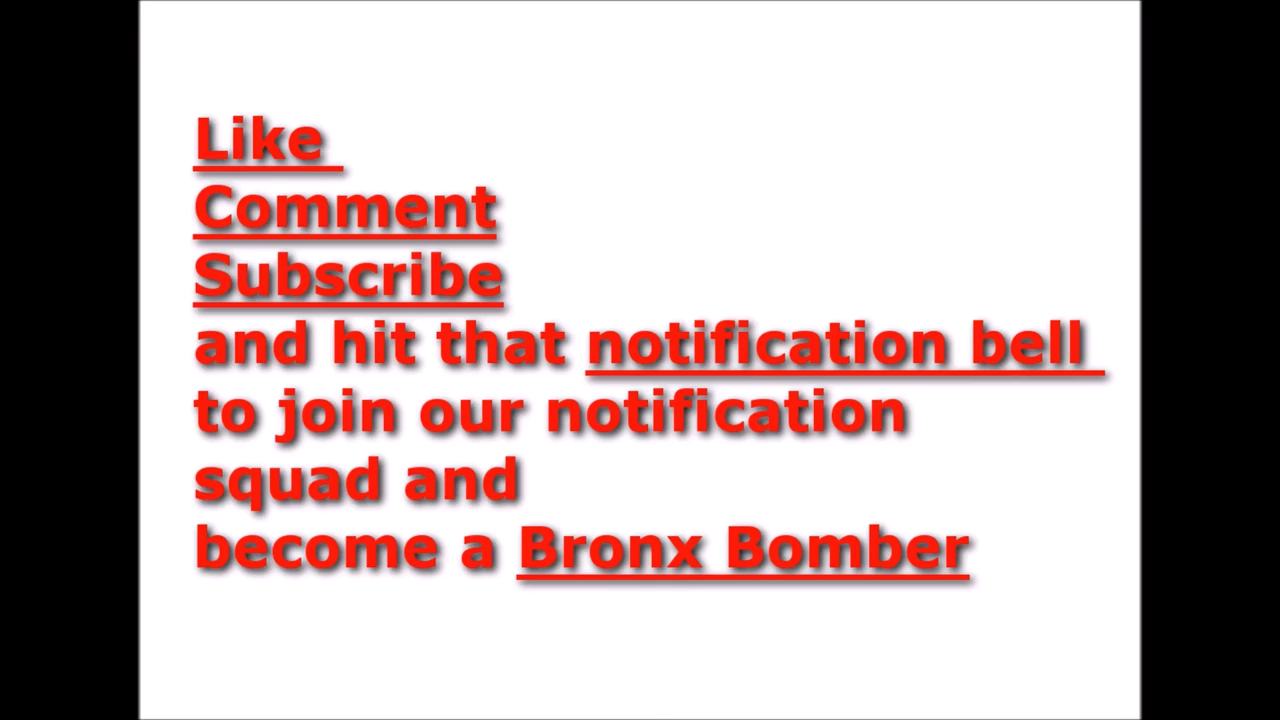 Like
Comment
Subscribe
and hit that notification bell
to join our notification
squad and
become a Bronx Bomber